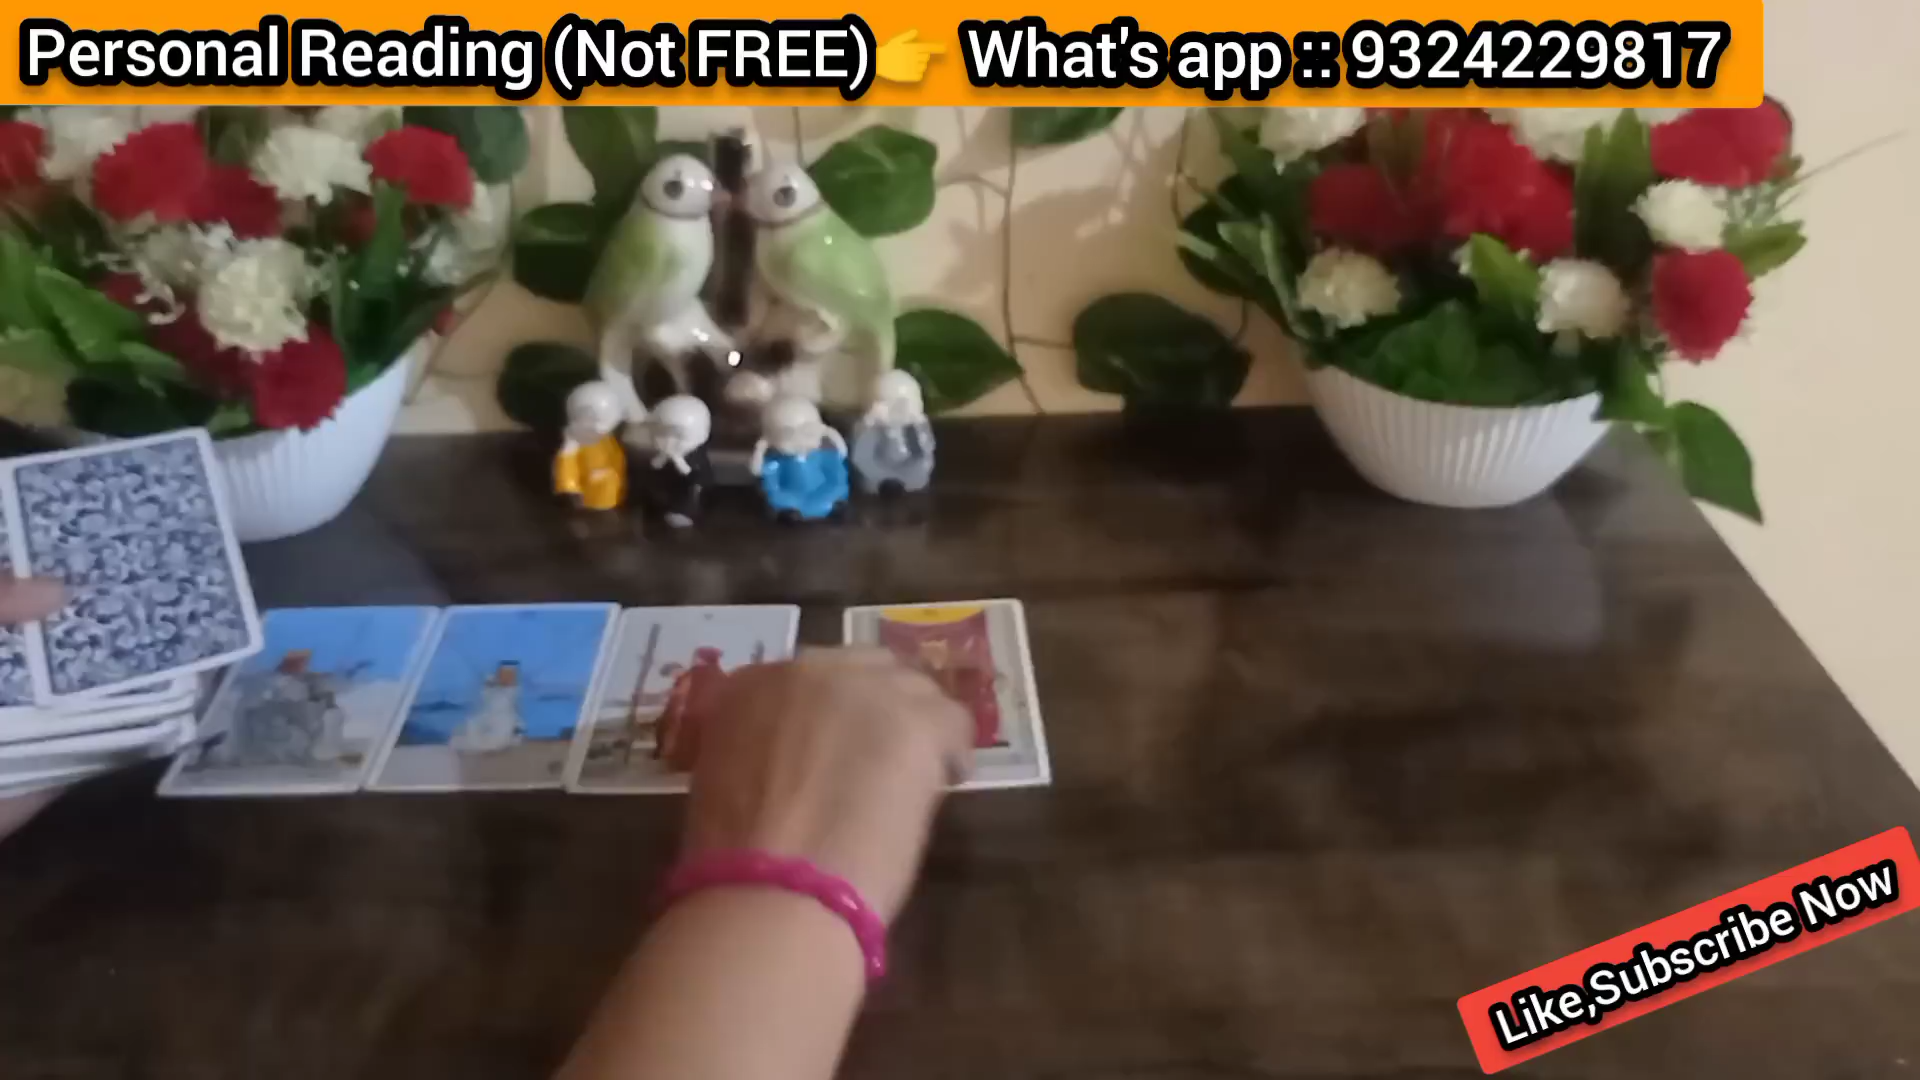 Personal Reading (Not FREE)👉 What's app :: 9324229817
Like,Subscribe Now